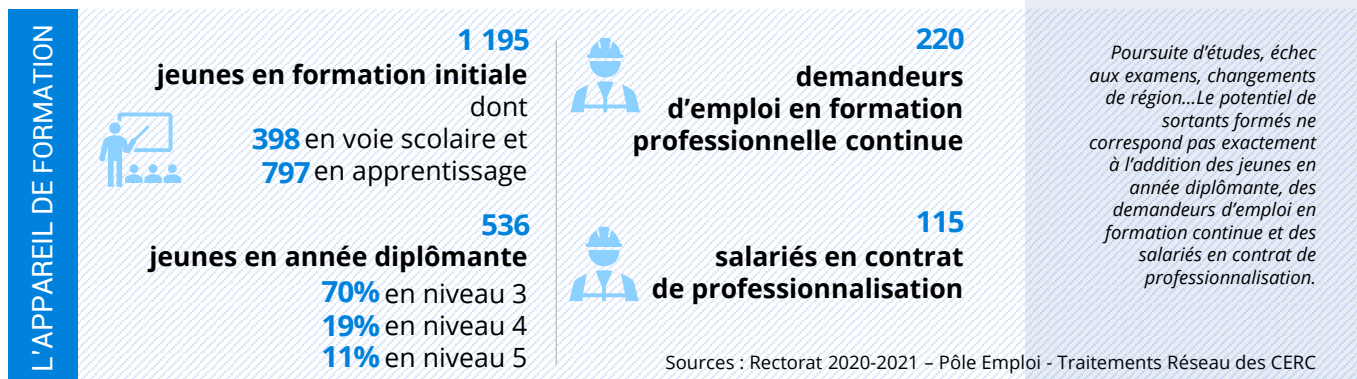 L'APPAREIL DE FORMATION
1 195
jeunes en formation initiale
dont
398 en voie scolaire et
797 en apprentissage
536
jeunes en année diplômante
70% en niveau 3
19% en niveau 4
11% en niveau 5
220
demandeurs
d'emploi en formation
professionnelle continue
115
salariés en contrat
de professionnalisation
Poursuite d'études, échec
aux examens, changements
de région...Le potentiel de
sortants formés ne
correspond pas exactement
à l'addition des jeunes en
année diplômante, des
demandeurs d'emploi en
formation continue et des
salariés en contrat de
professionnalisation.
Sources : Rectorat 2020-2021 – Pôle Emploi - Traitements Réseau des CERC